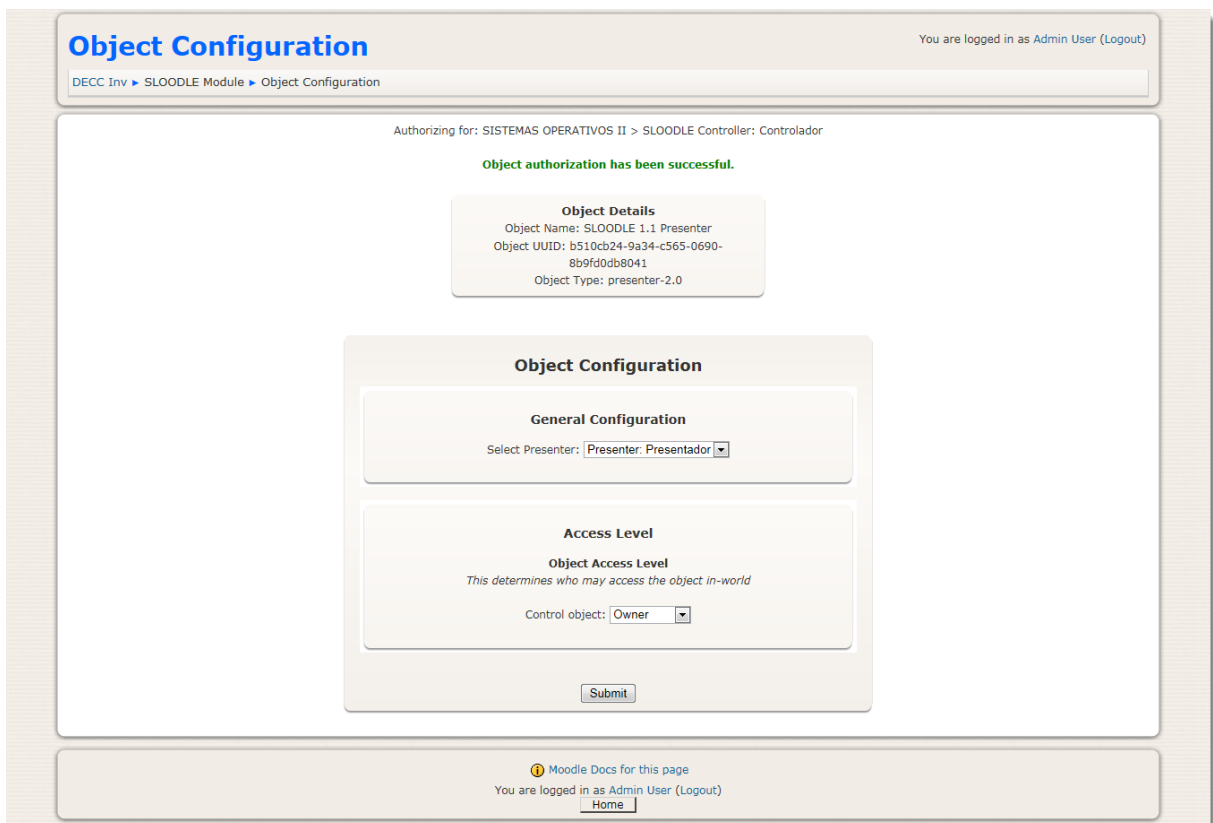 Object Configuration
You are logged in as Admin User (Logout)
DECC Inv ► SLOODLE Module ► Object Configuration
Authorizing for: SISTEMAS OPERATIVOS II > SLOODLE Controller: Controlador
Object authorization has been successful.
Object Details
Object Name: SLOODLE 1.1 Presenter
Object UUID: b510cb24-9a34-c565-0690-
8b9fd0db8041
Object Type: presenter-2.0
Object Configuration
General Configuration
Select Presenter: Presenter: Presentador
Access Level
Object Access Level
This determines who may access the object in-world
Control object: Owner
Submit
Moodle Docs for this page
You are logged in as Admin User (Logout)
Home